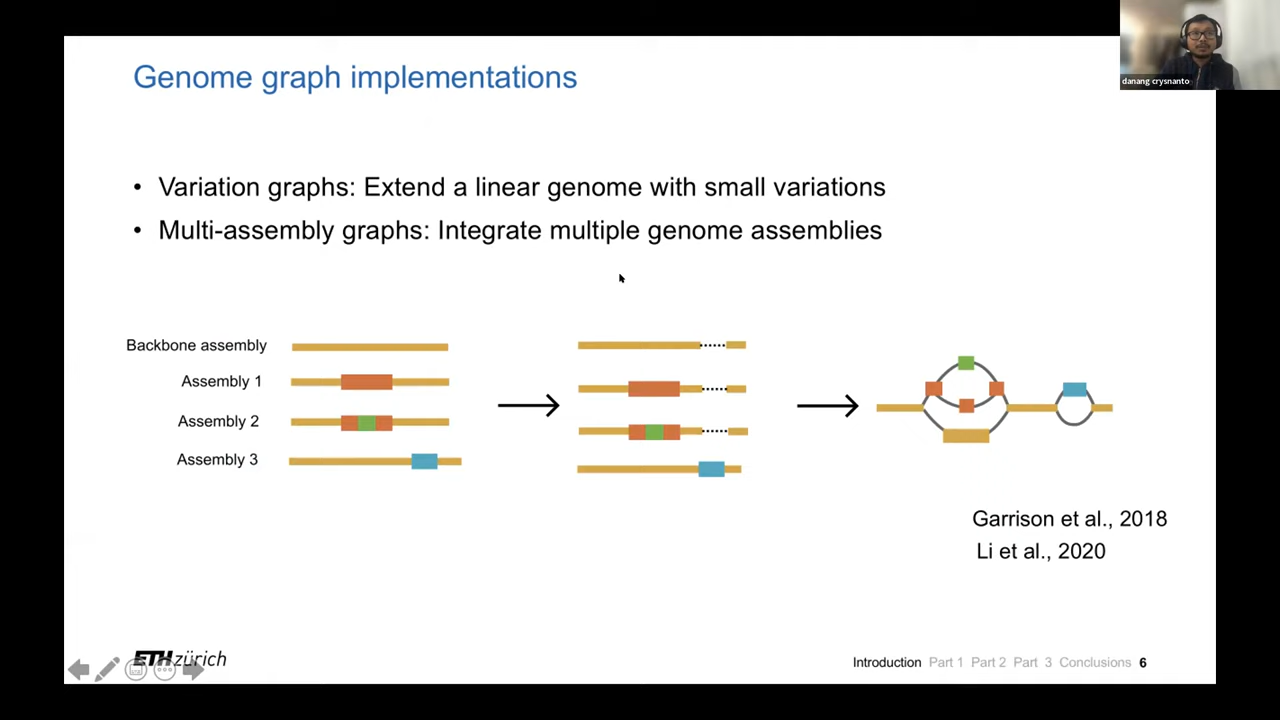 danang crysnanto
Genome graph implementations
• Variation graphs: Extend a linear genome with small variations
• Multi-assembly graphs: Integrate multiple genome assemblies
Backbone assembly
Assembly 1
Assembly 2
Assembly 3
Garrison et al., 2018
Li et al., 2020
ETH zürich
Introduction Part 1 Part 2 Part 3 Conclusions 6